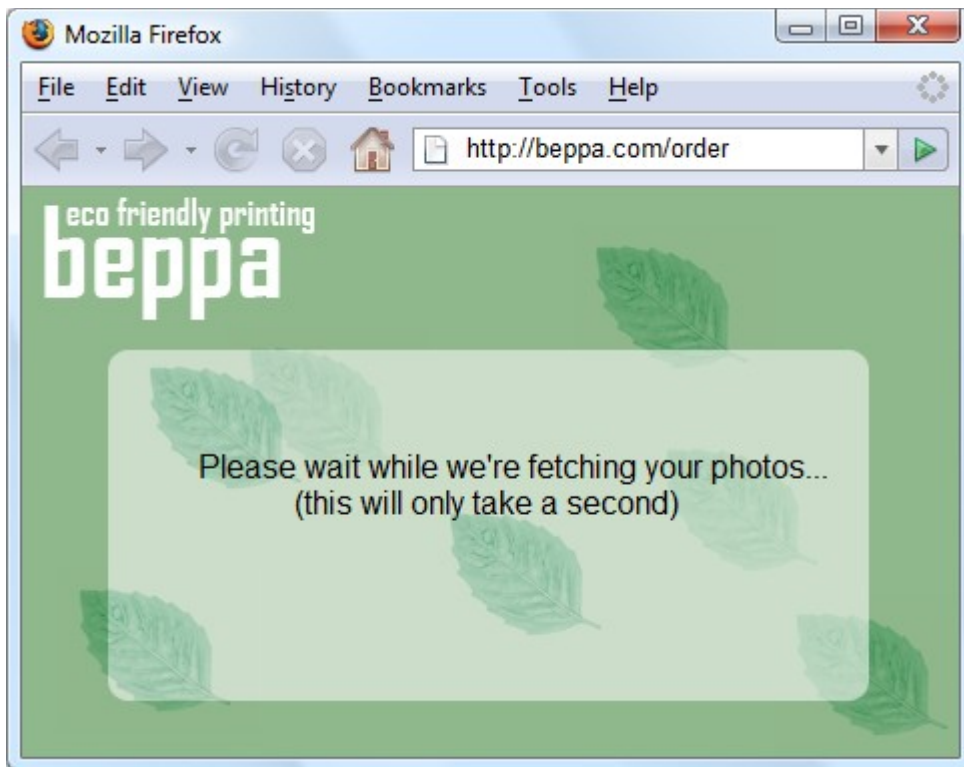 Mozilla Firefox
File Edit View History Bookmarks Tools Help
http://beppa.com/order
eco friendly printing
beppa
Please wait while we're fetching your photos...
(this will only take a second)